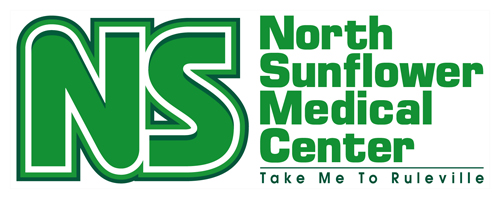 NS
North
Sunflower
Medical
Center
Take Me To Ruleville